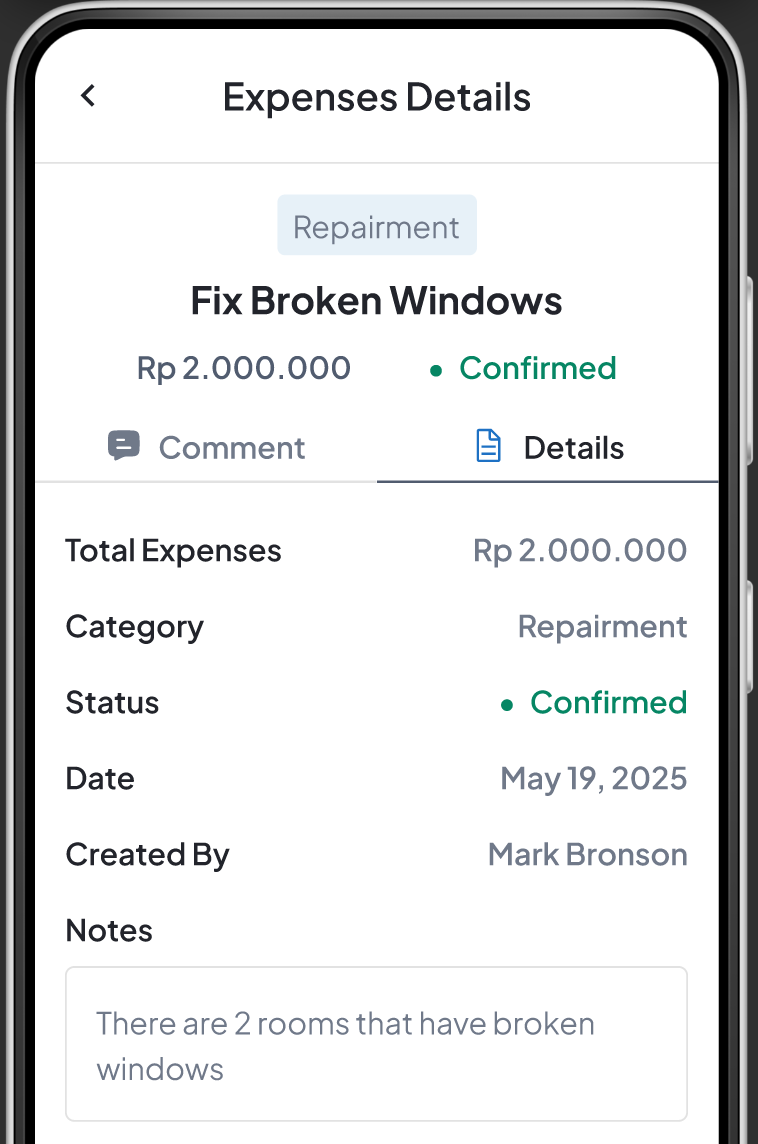 Expenses Details
Repairment
Fix Broken Windows
Rp 2.000.000 • Confirmed
Comment Details
Total Expenses Rp 2.000.000
Category Repairment
Status • Confirmed
Date May 19, 2025
Created By Mark Bronson
Notes
There are 2 rooms that have broken
windows